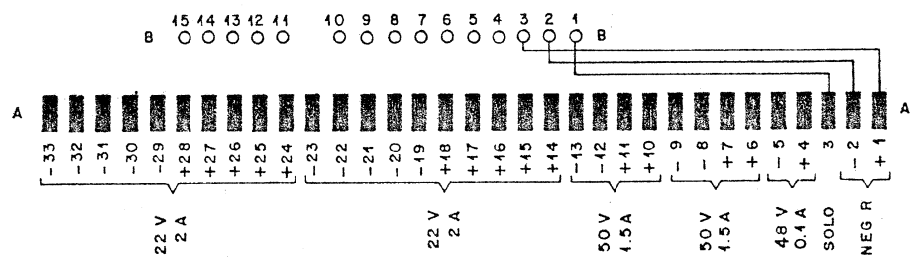 15 14 13 12 11 10 9 8 7 6 5 4 3 2 1
B B
A A
-33 -32 -31 -30 -29 +28 +27 +26 +25 +24 -23 -22 -21 -20 -19 +18 +17 +16 +15 +14 -13 -12 +11 +10 -9 -8 +7 +6 -5 +4 3 -2 +1
22 V
2 A
22 V
2 A
50 V
1.5 A
50 V
1.5 A
48 V
0.1 A
SOLO
NEG R